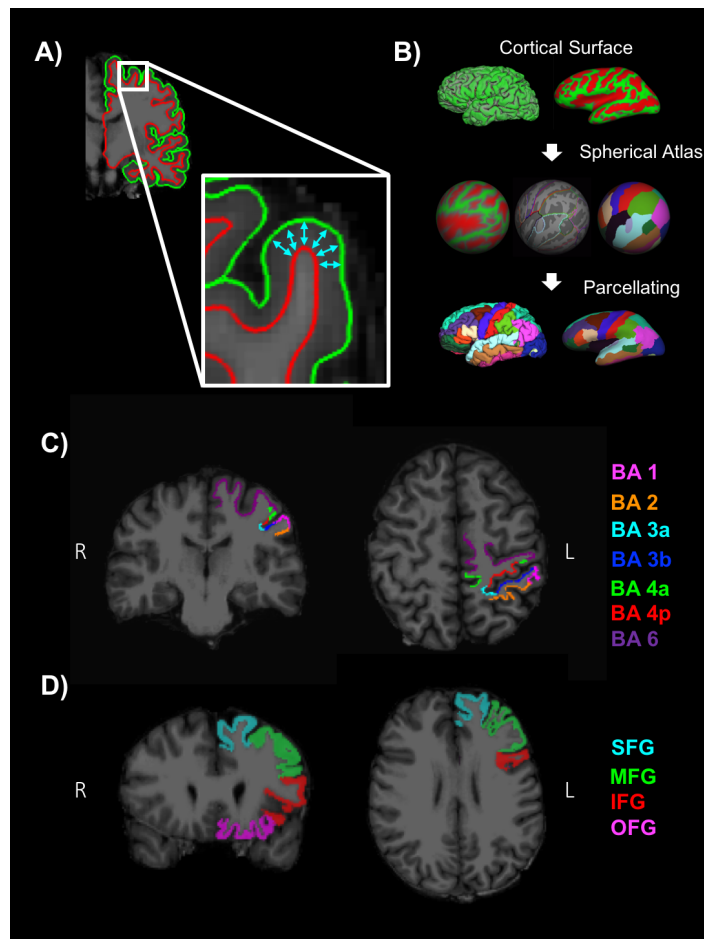 A)
B)
Cortical Surface
Spherical Atlas
Parcellating
C)
R
L
BA 1
BA 2
BA 3a
BA 3b
BA 4a
BA 4p
BA 6
D)
R
L
SFG
MFG
IFG
OFG